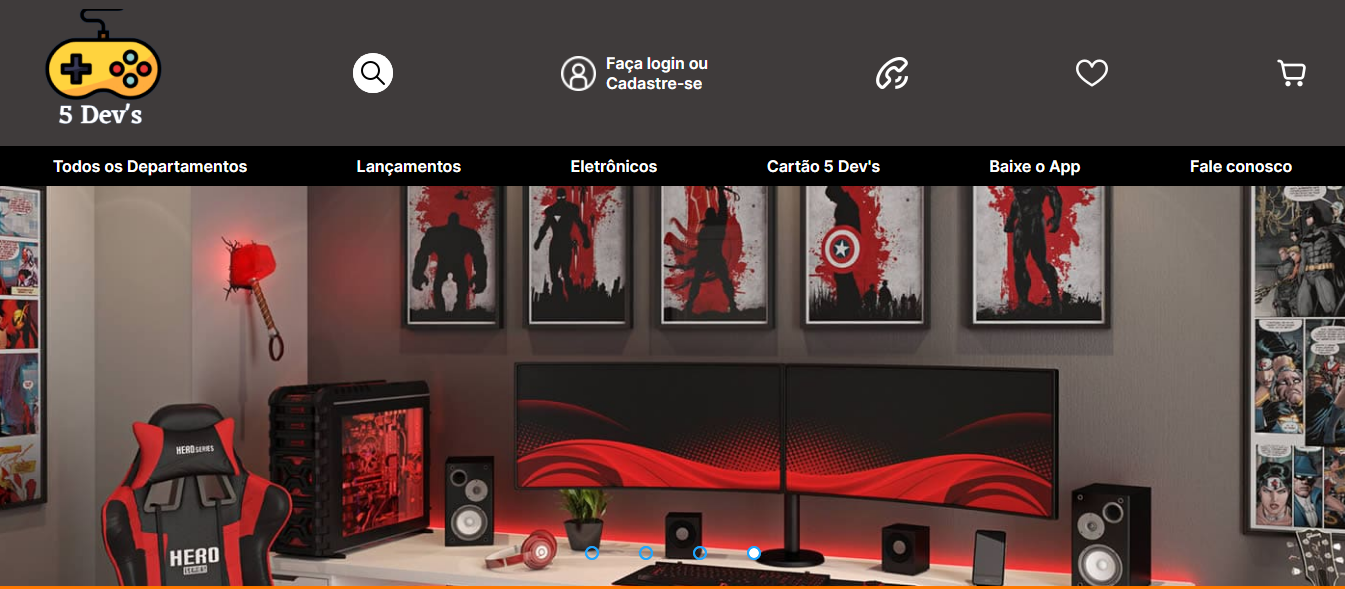 5 Dev's
Faça login ou
Cadastre-se
Todos os Departamentos
Lançamentos
Eletrônicos
Cartão 5 Dev's
Baixe o App
Fale conosco
HERO SERIES
HERO